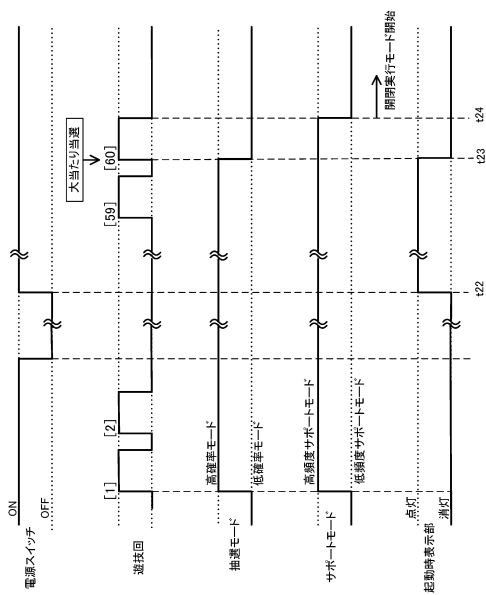 電源スイッチ
ON
OFF
遊技回
[1]
[2]
[59]
[60]
大当たり当選
抽選モード
高確率モード
低確率モード
サポートモード
高頻度サポートモード
低頻度サポートモード
開閉実行モード開始
起動時表示部
点灯
消灯
t22
t23
t24